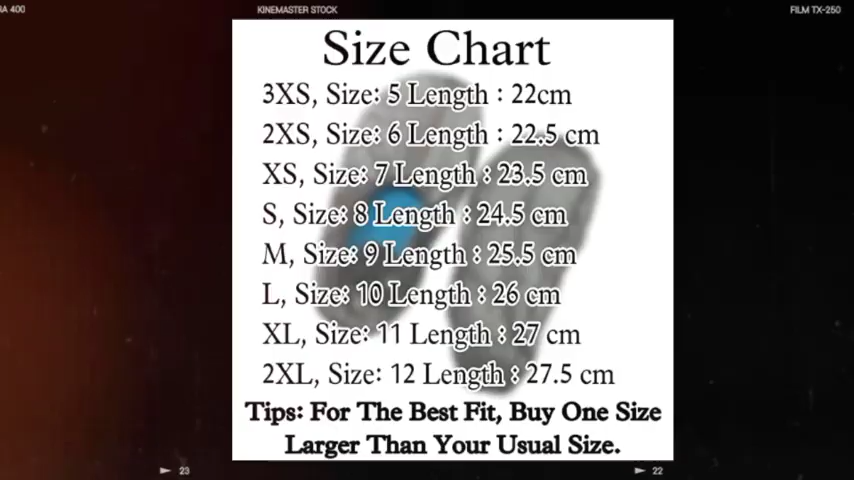 RA 400
KINEMASTER STOCK
FILM TX-250
Size Chart
3XS, Size: 5 Length : 22cm
2XS, Size: 6 Length : 22.5 cm
XS, Size: 7 Length : 23.5 cm
S, Size: 8 Length : 24.5 cm
M, Size: 9 Length : 25.5 cm
L, Size: 10 Length : 26 cm
XL, Size: 11 Length : 27 cm
2XL, Size: 12 Length : 27.5 cm
Tips: For The Best Fit, Buy One Size
Larger Than Your Usual Size.
23
22